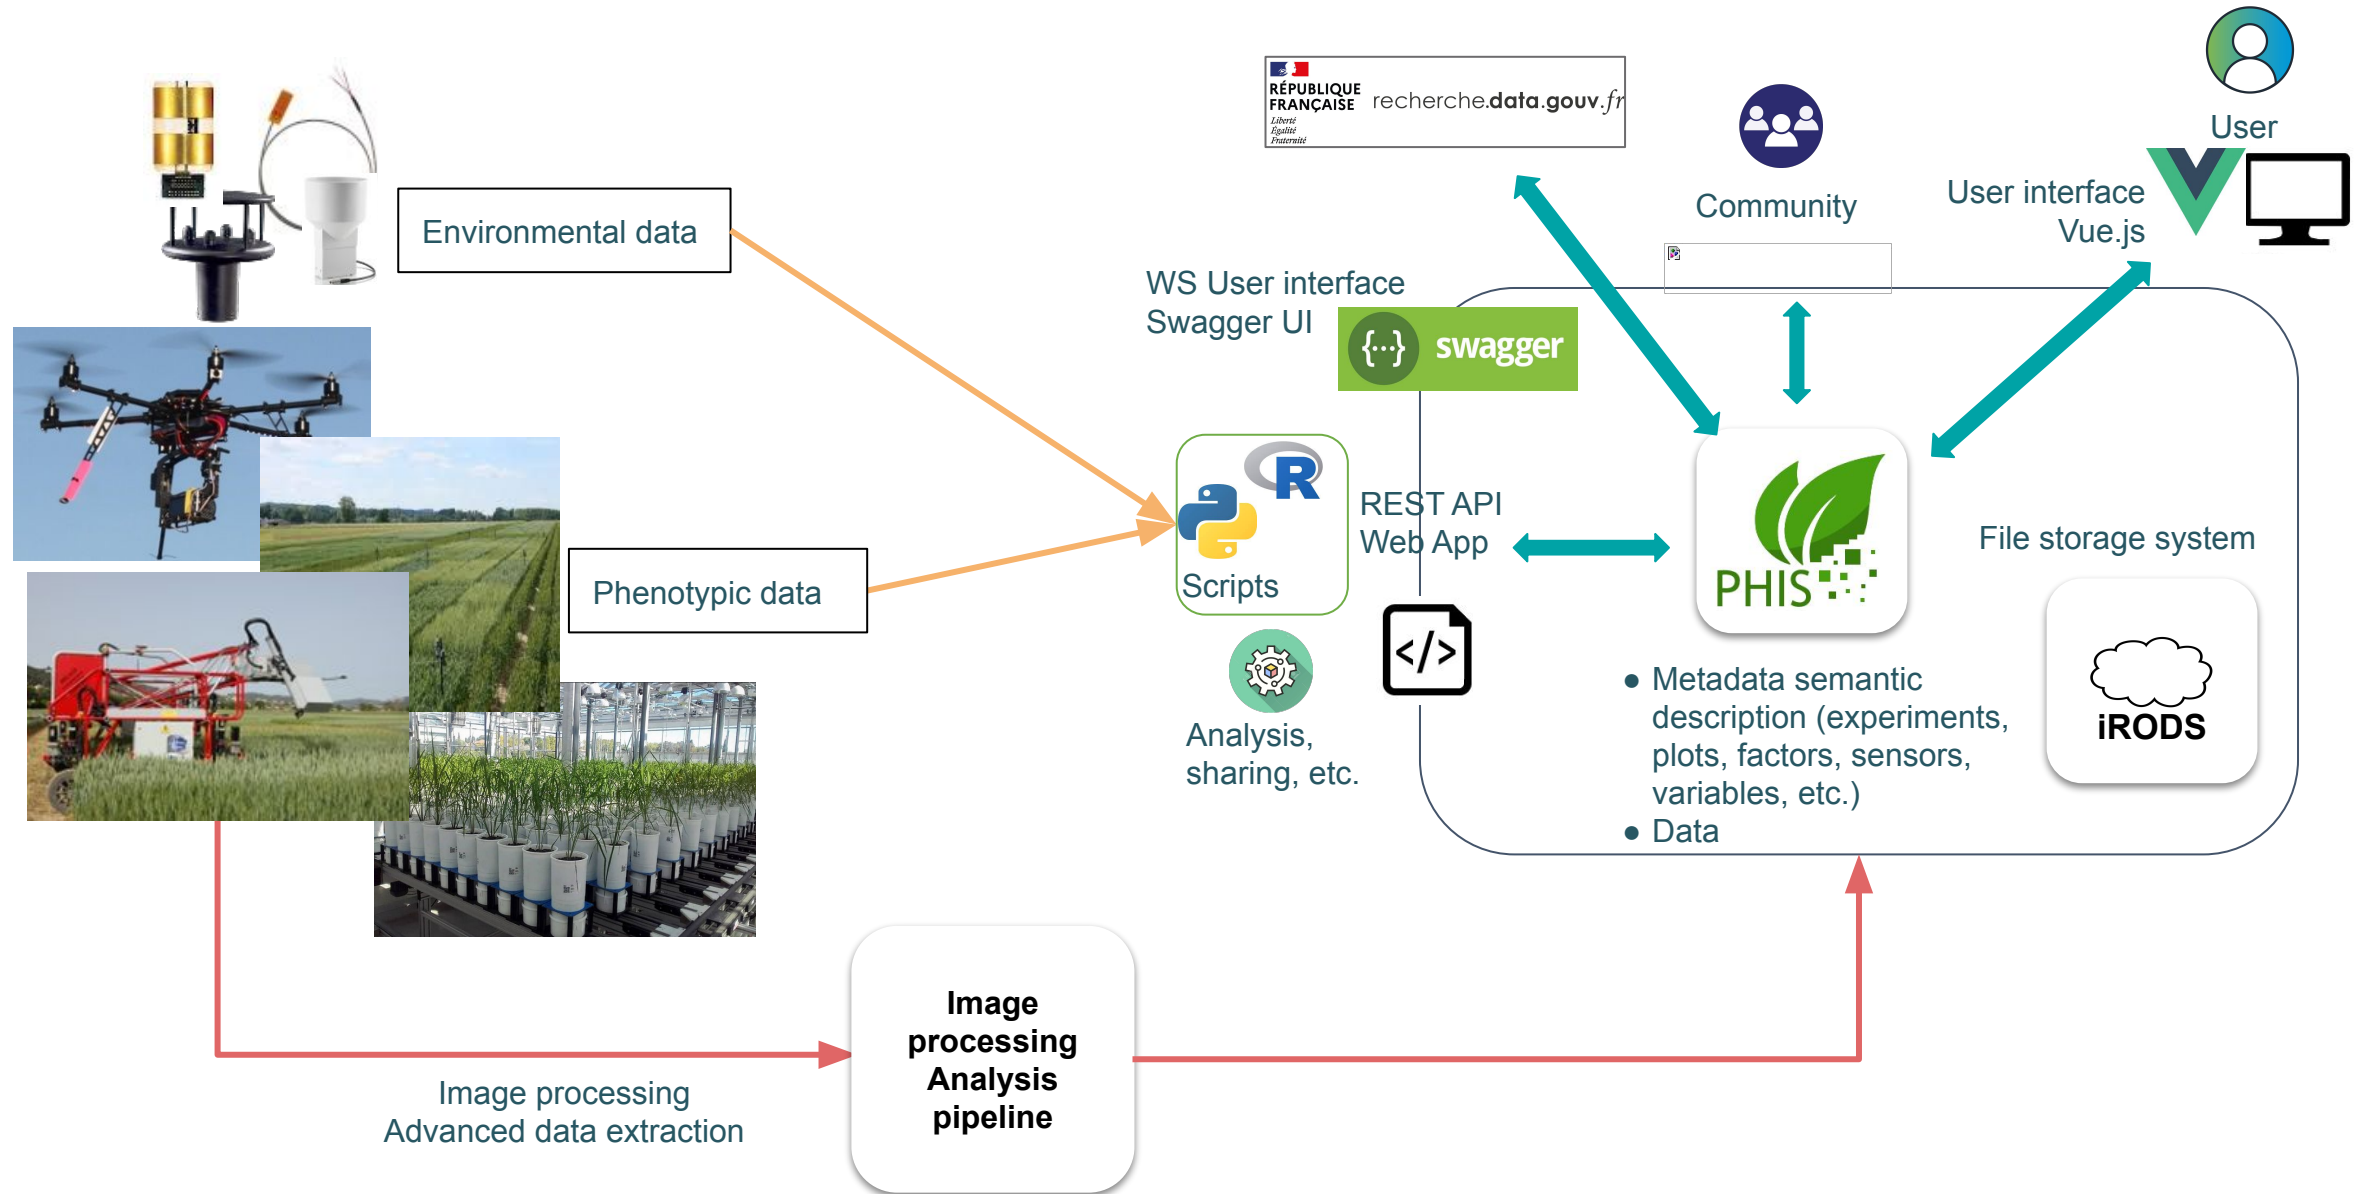 RÉPUBLIQUE
FRANÇAISE
Liberté
Égalité
Fraternité
recherche.data.gouv.fr
Community
User
User interface
Vue.js
Environmental data
WS User interface
Swagger UI
{···} swagger
Phenotypic data
R
Scripts
REST API
Web App
</>
Analysis,
sharing, etc.
PHIS
● Metadata semantic
description (experiments,
plots, factors, sensors,
variables, etc.)
● Data
File storage system
iRODS
Image processing
Advanced data extraction
Image
processing
Analysis
pipeline